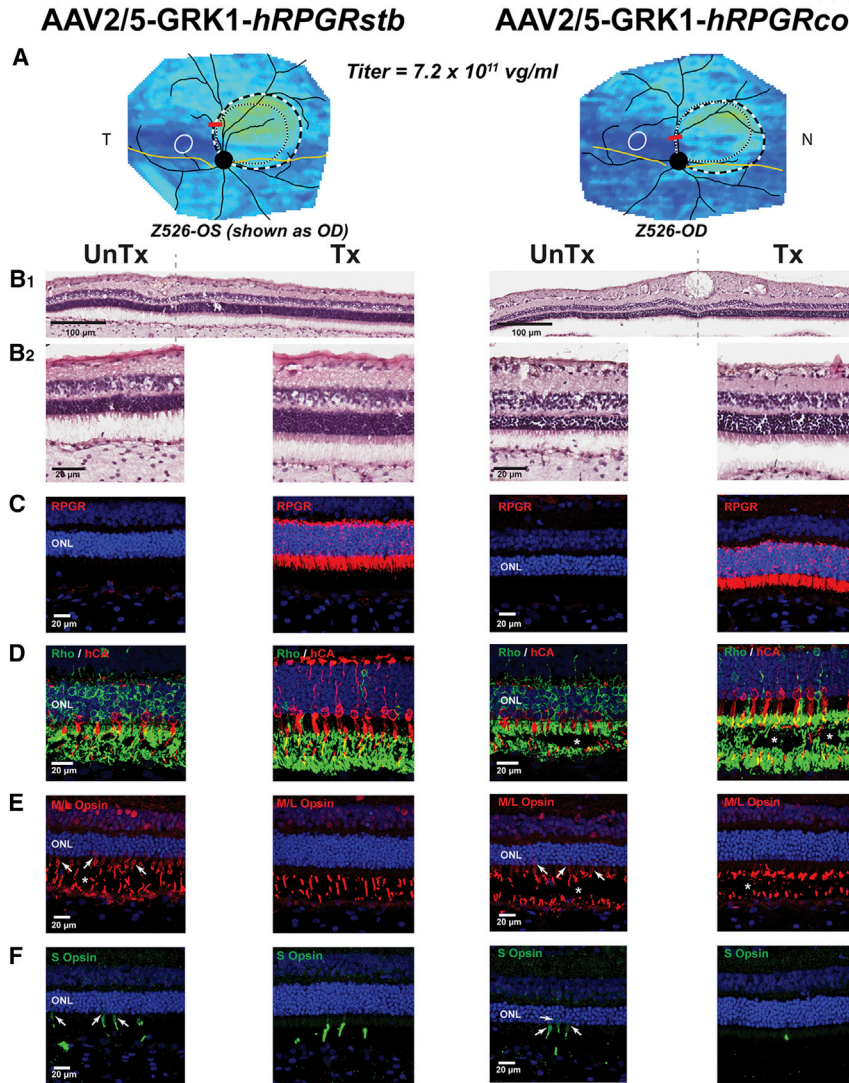 AAV2/5-GRK1-hRPGRstb AAV2/5-GRK1-hRPGRco
A
Titer = 7.2 x 10¹¹ vg/ml
T N
Z526-OS (shown as OD) Z526-OD
UnTx Tx UnTx Tx
B1
100 µm 100 µm
B2
20 µm 20 µm
C
RPGR RPGR RPGR RPGR
ONL ONL
20 µm 20 µm
D
Rho / hCA Rho / hCA Rho / hCA Rho / hCA
ONL ONL
* * *
20 µm 20 µm
E
M/L Opsin M/L Opsin M/L Opsin M/L Opsin
ONL ONL
* * *
20 µm 20 µm
F
S Opsin S Opsin S Opsin S Opsin
ONL ONL
20 µm 20 µm